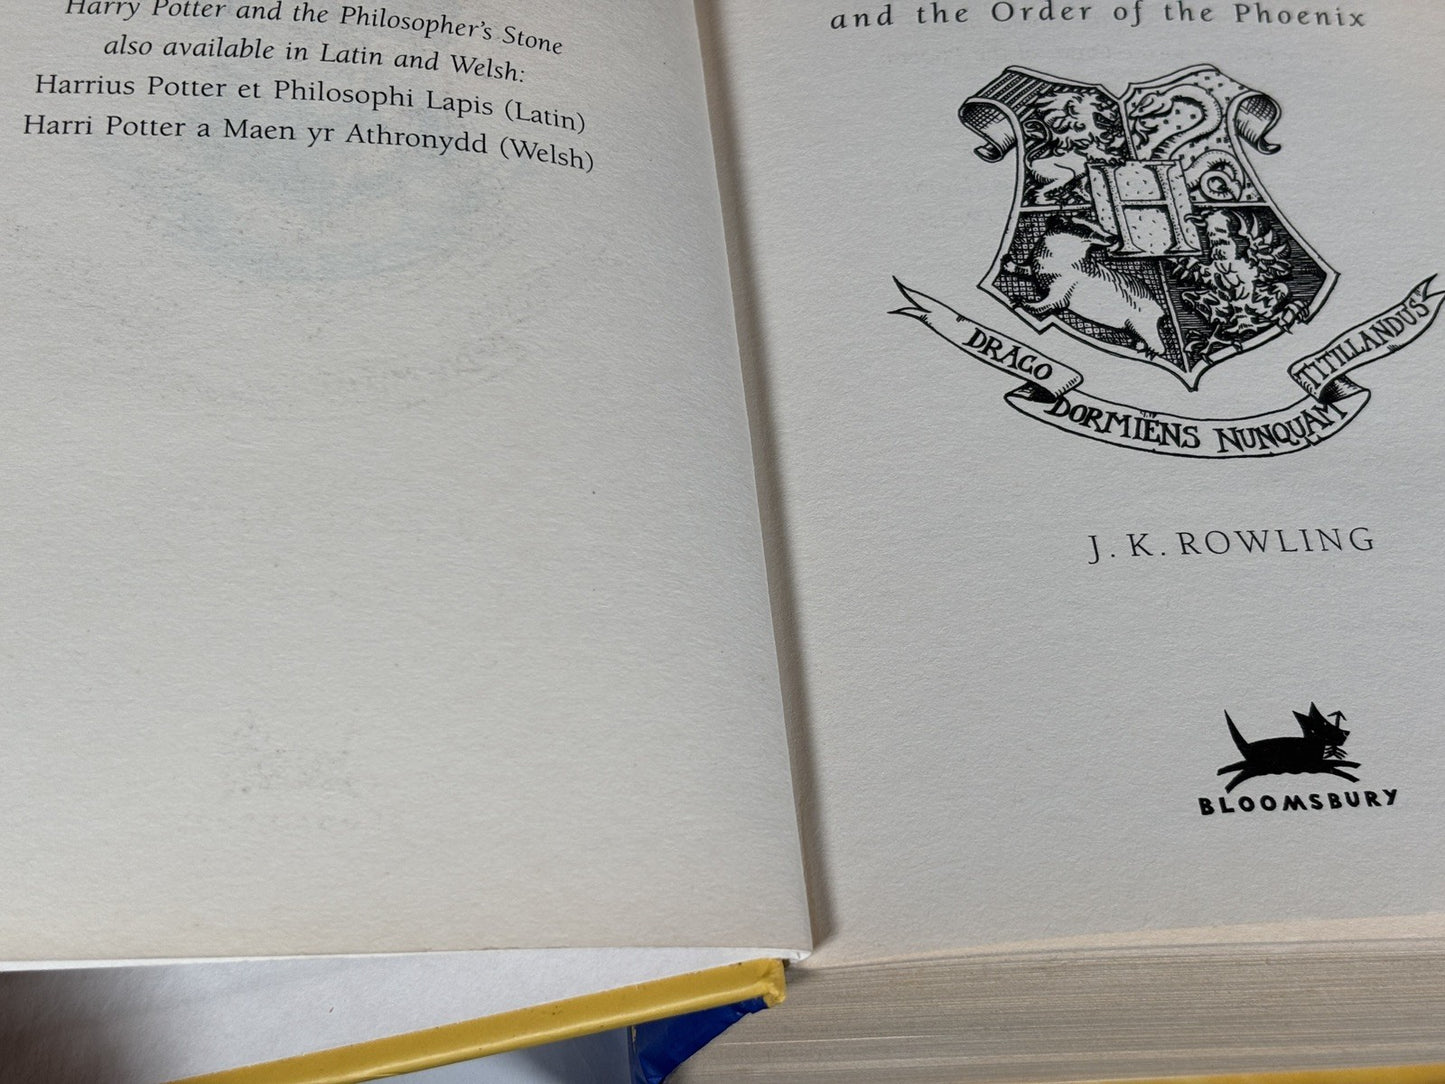 Harry Potter and the Philosopher's Stone
also available in Latin and Welsh:
Harrius Potter et Philosophi Lapis (Latin)
Harri Potter a Maen yr Athronydd (Welsh)
and the Order of the Phoenix
H
DRACO
DORMIENS NUNQUAM
TITILLANDUS
J. K. ROWLING
BLOOMSBURY